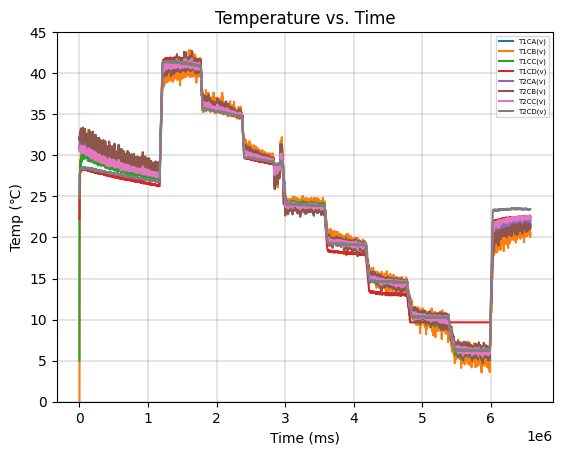 Temperature vs. Time
45
40
35
30
25
20
15
10
5
0
Temp (℃)
T1CA(v)
T1CB(v)
T1CC(v)
T1CD(v)
T2CA(v)
T2CB(v)
T2CC(v)
T2CD(v)
0 1 2 3 4 5 6
1e6
Time (ms)